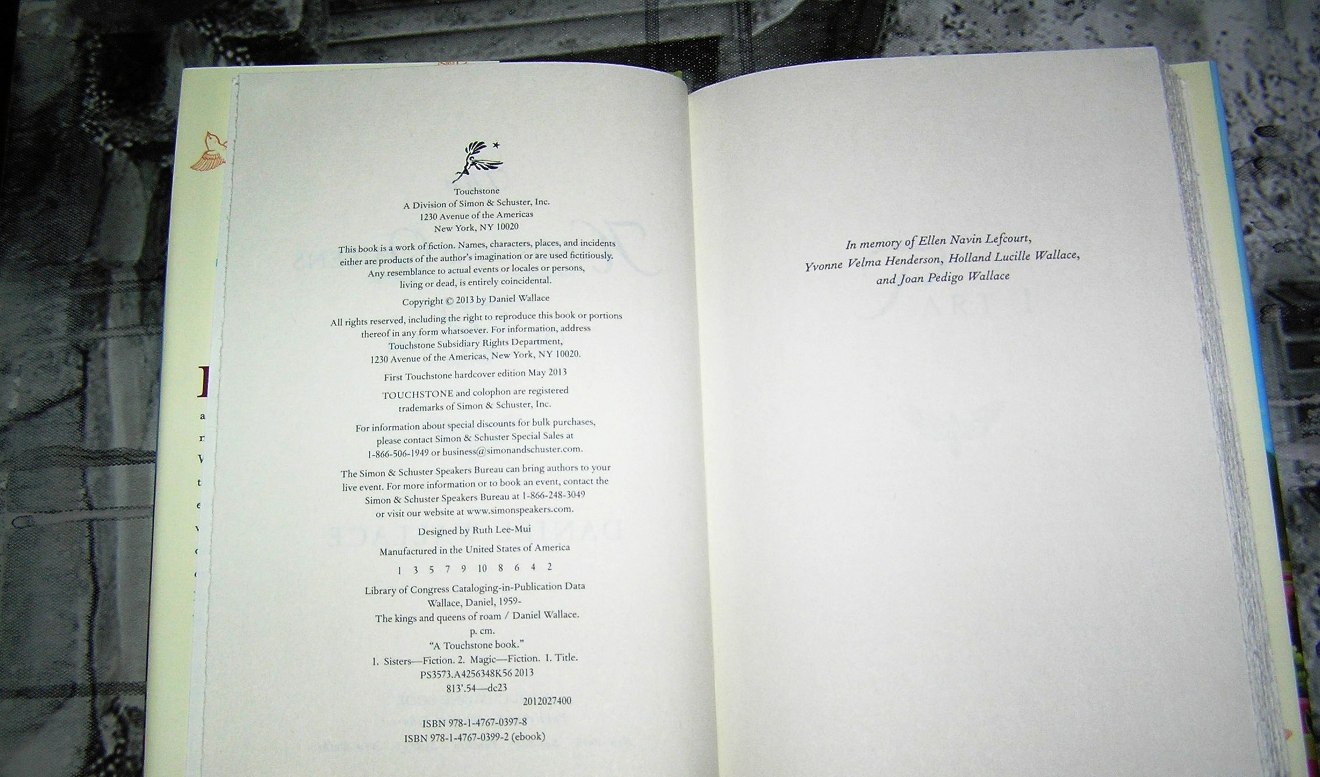 Touchstone
A Division of Simon & Schuster, Inc.
1230 Avenue of the Americas
New York, NY 10020
This book is a work of fiction. Names, characters, places, and incidents
either are products of the author's imagination or are used fictitiously.
Any resemblance to actual events or locales or persons,
living or dead, is entirely coincidental.
Copyright © 2013 by Daniel Wallace
All rights reserved, including the right to reproduce this book or portions
thereof in any form whatsoever. For information, address
Touchstone Subsidiary Rights Department,
1230 Avenue of the Americas, New York, NY 10020.
First Touchstone hardcover edition May 2013
TOUCHSTONE and colophon are registered
trademarks of Simon & Schuster, Inc.
For information about special discounts for bulk purchases,
please contact Simon & Schuster Special Sales at
1-866-506-1949 or business@simonandschuster.com.
The Simon & Schuster Speakers Bureau can bring authors to your
live event. For more information or to book an event, contact the
Simon & Schuster Speakers Bureau at 1-866-248-3049
or visit our website at www.simonspeakers.com.
Designed by Ruth Lee-Mui
Manufactured in the United States of America
1 3 5 7 9 10 8 6 4 2
Library of Congress Cataloging-in-Publication Data
Wallace, Daniel, 1959-
The kings and queens of roam / Daniel Wallace.
p. cm.
"A Touchstone book."
1. Sisters—Fiction. 2. Magic—Fiction. I. Title.
PS3573.A4256348K56 2013
813'.54—dc23
2012027400
ISBN 978-1-4767-0397-8
ISBN 978-1-4767-0399-2 (ebook)
In memory of Ellen Navin Lefcourt,
Yvonne Velma Henderson, Holland Lucille Wallace,
and Joan Pedigo Wallace